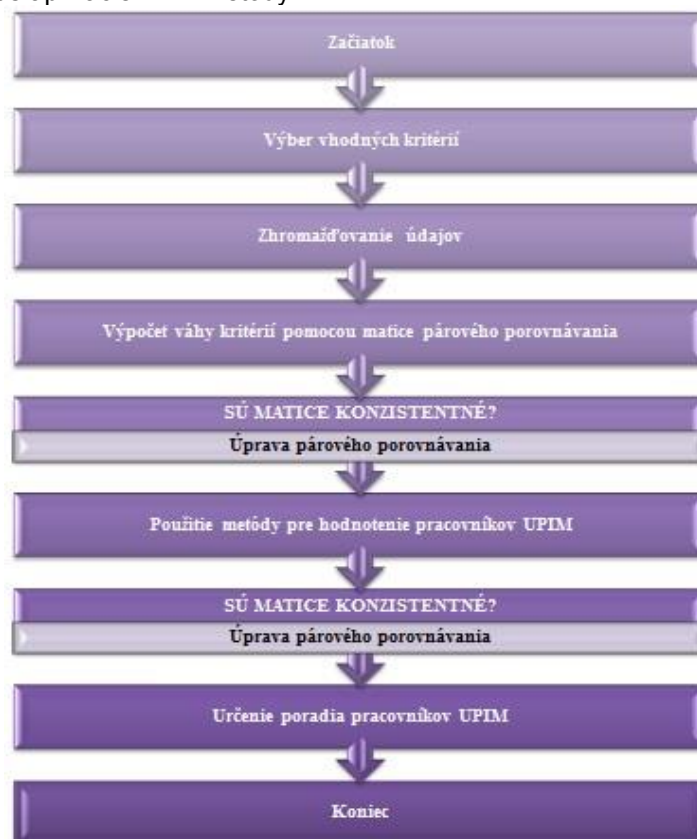 Začiatok
Výber vhodných kritérií
Zhromažďovanie údajov
Výpočet váhy kritérií pomocou matice párového porovnávania
SÚ MATICE KONZISTENTNÉ?
Úprava párového porovnávania
Použitie metódy pre hodnotenie pracovníkov UPIM
SÚ MATICE KONZISTENTNÉ?
Úprava párového porovnávania
Určenie poradia pracovníkov UPIM
Koniec